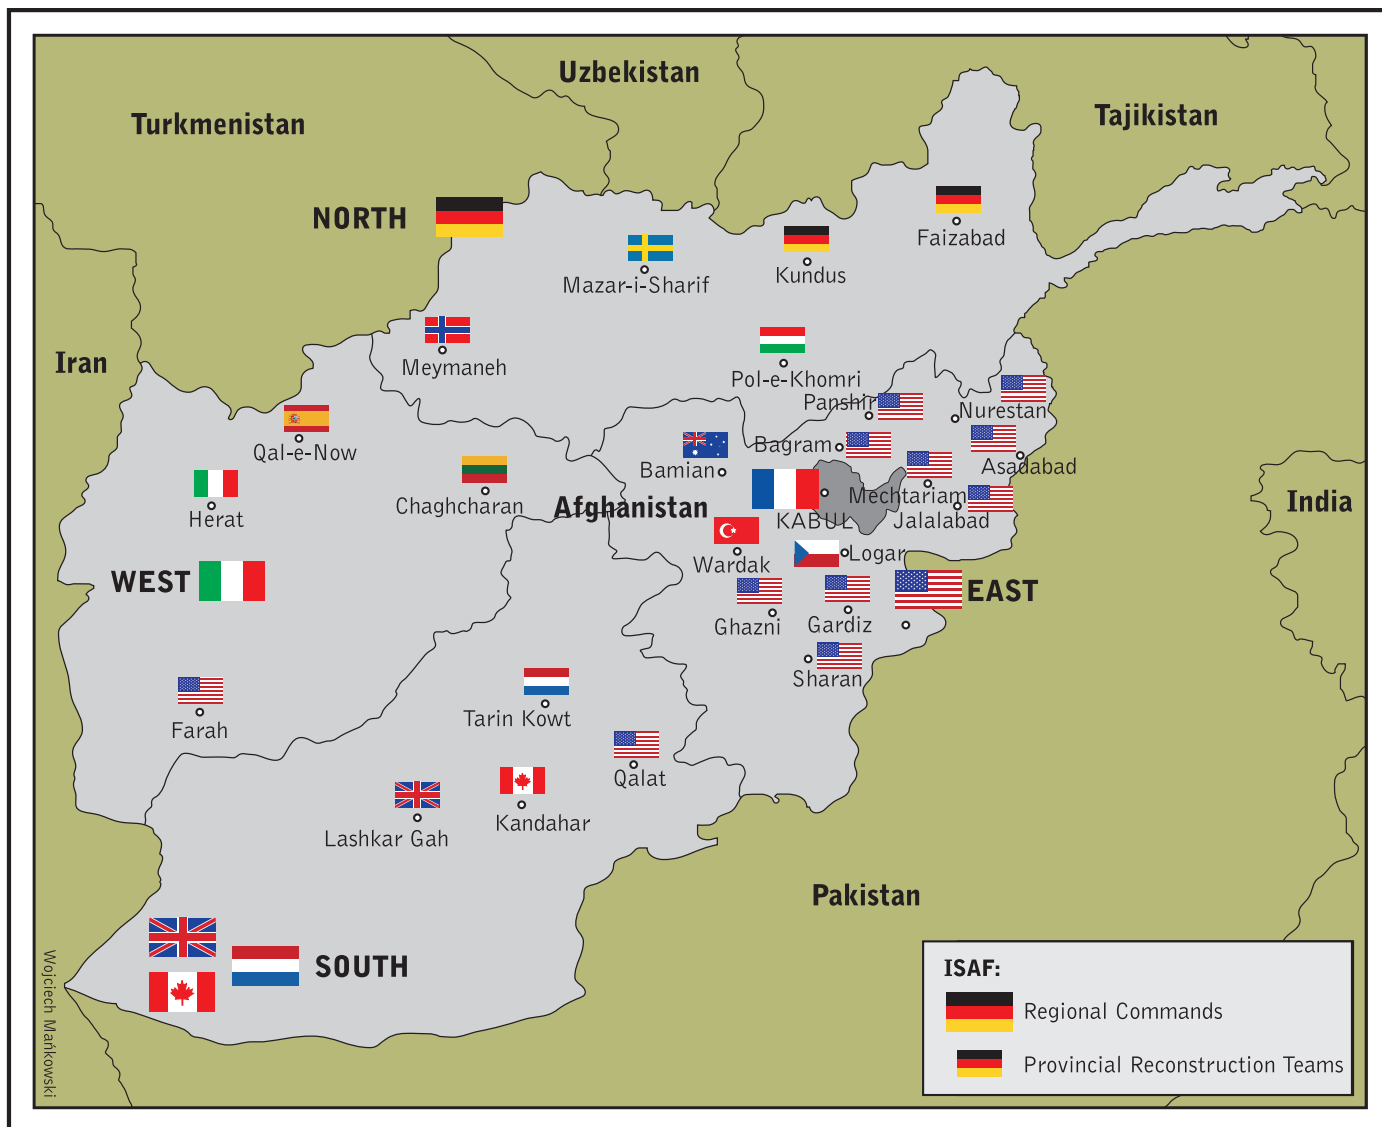 Uzbekistan
Turkmenistan
Tajikistan
NORTH
Faizabad
Kundus
Mazar-i-Sharif
Iran
Meymaneh
Pol-e-Khomri
Panshir
Nurestan
Qal-e-Now
Bagram
Asadabad
Bamian
Chaghcharan
Mechtariam
India
Afghanistan
Herat
KABUL
Jalalabad
Wardak
Logar
WEST
EAST
Ghazni
Gardiz
Sharan
Tarin Kowt
Farah
Qalat
Kandahar
Lashkar Gah
Pakistan
SOUTH
ISAF:
Regional Commands
Provincial Reconstruction Teams
Wojciech Mańkowski